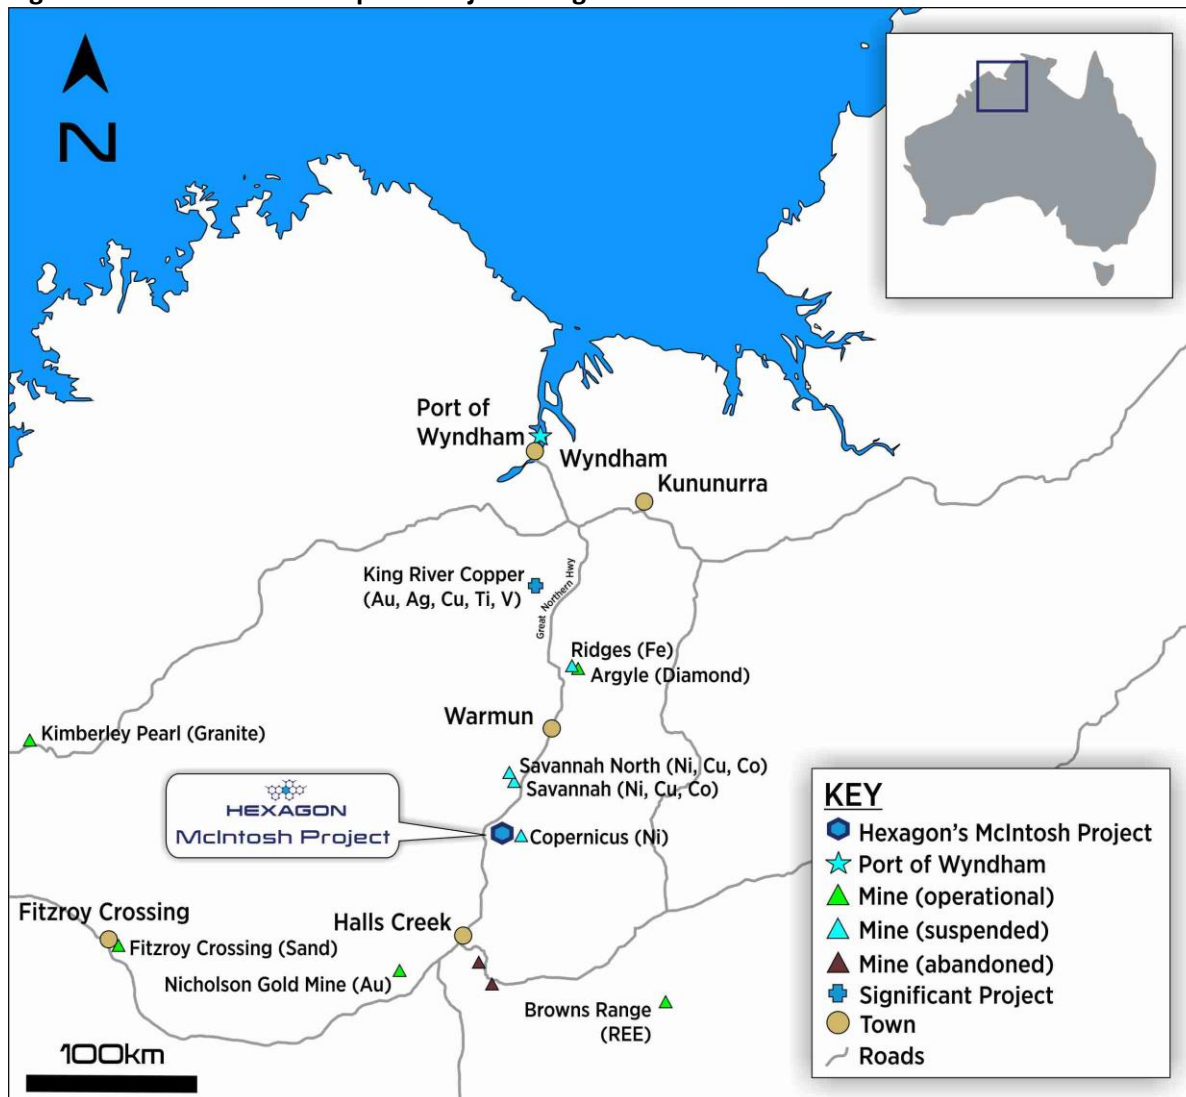 N
Port of
Wyndham
Wyndham
Kununurra
King River Copper
(Au, Ag, Cu, Ti, V)
Great Northern Hwy
Ridges (Fe)
Argyle (Diamond)
Warmun
Kimberley Pearl (Granite)
Savannah North (Ni, Cu, Co)
Savannah (Ni, Cu, Co)
HEXAGON
McIntosh Project
Copernicus (Ni)
Fitzroy Crossing
Fitzroy Crossing (Sand)
Halls Creek
Nicholson Gold Mine (Au)
Browns Range
(REE)
100km
KEY
Hexagon's McIntosh Project
Port of Wyndham
Mine (operational)
Mine (suspended)
Mine (abandoned)
Significant Project
Town
Roads